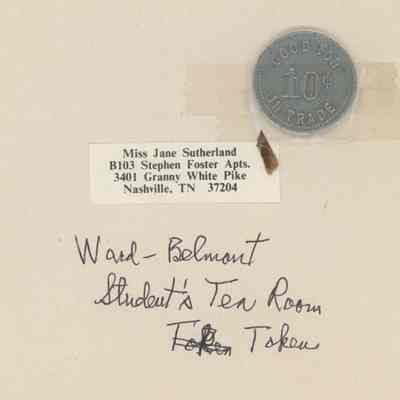 GOOD FOR
10¢
IN TRADE
Miss Jane Sutherland
B103 Stephen Foster Apts.
3401 Granny White Pike
Nashville, TN 37204
Ward-Belmont
Student's Tea Room
Token Token